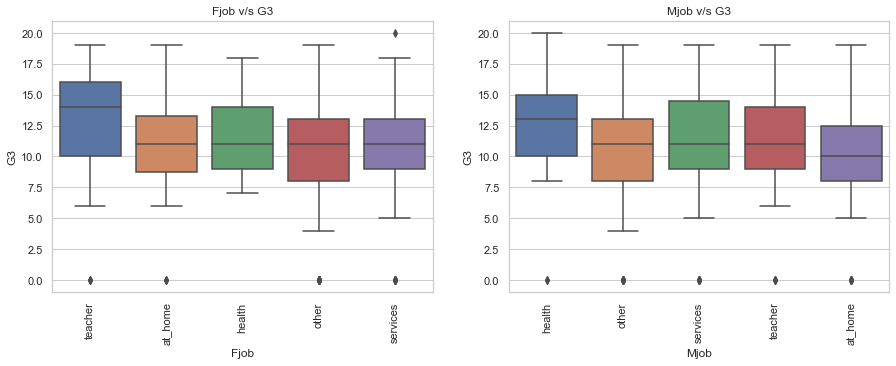 Fjob v/s G3
20.0
17.5
15.0
12.5
10.0
7.5
5.0
2.5
0.0
G3
teacher
at_home
health
other
services
Fjob
Mjob v/s G3
20.0
17.5
15.0
12.5
10.0
7.5
5.0
2.5
0.0
G3
health
other
services
teacher
at_home
Mjob